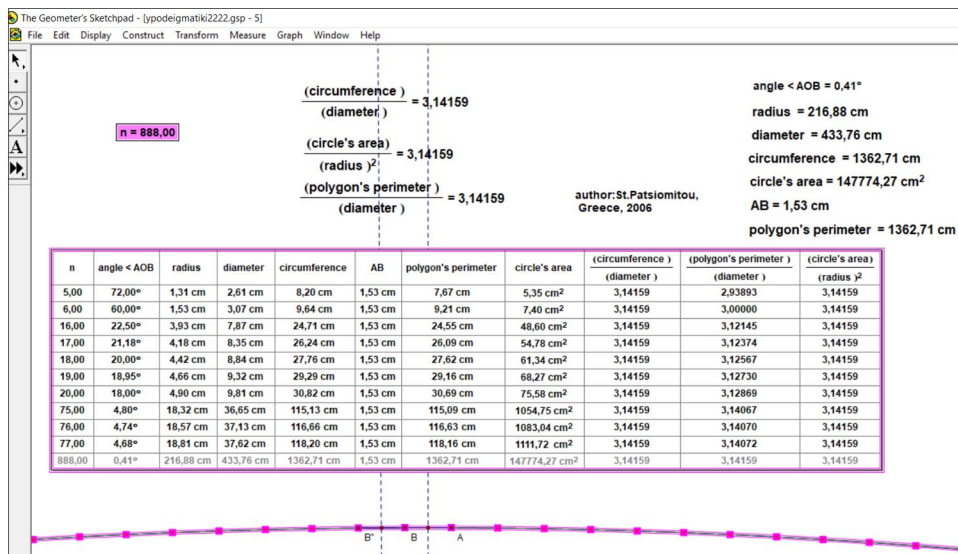 The Geometer's Sketchpad - [ypodeigmatiki2222.gsp - 5]
File Edit Display Construct Transform Measure Graph Window Help
A
n = 888,00
(circumference )
(diameter ) = 3,14159
(circle's area)
(radius )² = 3,14159
(polygon's perimeter )
(diameter ) = 3,14159
author:St.Patsiomitou,
Greece, 2006
angle < AOB = 0,41°
radius = 216,88 cm
diameter = 433,76 cm
circumference = 1362,71 cm
circle's area = 147774,27 cm²
AB = 1,53 cm
polygon's perimeter = 1362,71 cm
n angle < AOB radius diameter circumference AB polygon's perimeter circle's area (circumference ) (diameter ) (polygon's perimeter ) (diameter ) (circle's area) (radius )²
5,00 72,00° 1,31 cm 2,61 cm 8,20 cm 1,53 cm 7,67 cm 5,35 cm² 3,14159 2,93893 3,14159
6,00 60,00° 1,53 cm 3,07 cm 9,64 cm 1,53 cm 9,21 cm 7,40 cm² 3,14159 3,00000 3,14159
16,00 22,50° 3,93 cm 7,87 cm 24,71 cm 1,53 cm 24,55 cm 48,60 cm² 3,14159 3,12145 3,14159
17,00 21,18° 4,18 cm 8,35 cm 26,24 cm 1,53 cm 26,09 cm 54,78 cm² 3,14159 3,12374 3,14159
18,00 20,00° 4,42 cm 8,84 cm 27,76 cm 1,53 cm 27,62 cm 61,34 cm² 3,14159 3,12567 3,14159
19,00 18,95° 4,66 cm 9,32 cm 29,29 cm 1,53 cm 29,16 cm 68,27 cm² 3,14159 3,12730 3,14159
20,00 18,00° 4,90 cm 9,81 cm 30,82 cm 1,53 cm 30,69 cm 75,58 cm² 3,14159 3,12869 3,14159
75,00 4,80° 18,32 cm 36,65 cm 115,13 cm 1,53 cm 115,09 cm 1054,75 cm² 3,14159 3,14067 3,14159
76,00 4,74° 18,57 cm 37,13 cm 116,66 cm 1,53 cm 116,63 cm 1083,04 cm² 3,14159 3,14070 3,14159
77,00 4,68° 18,81 cm 37,62 cm 118,20 cm 1,53 cm 118,16 cm 1111,72 cm² 3,14159 3,14072 3,14159
888,00 0,41° 216,88 cm 433,76 cm 1362,71 cm 1,53 cm 1362,71 cm 147774,27 cm² 3,14159 3,14159 3,14159
B" B A